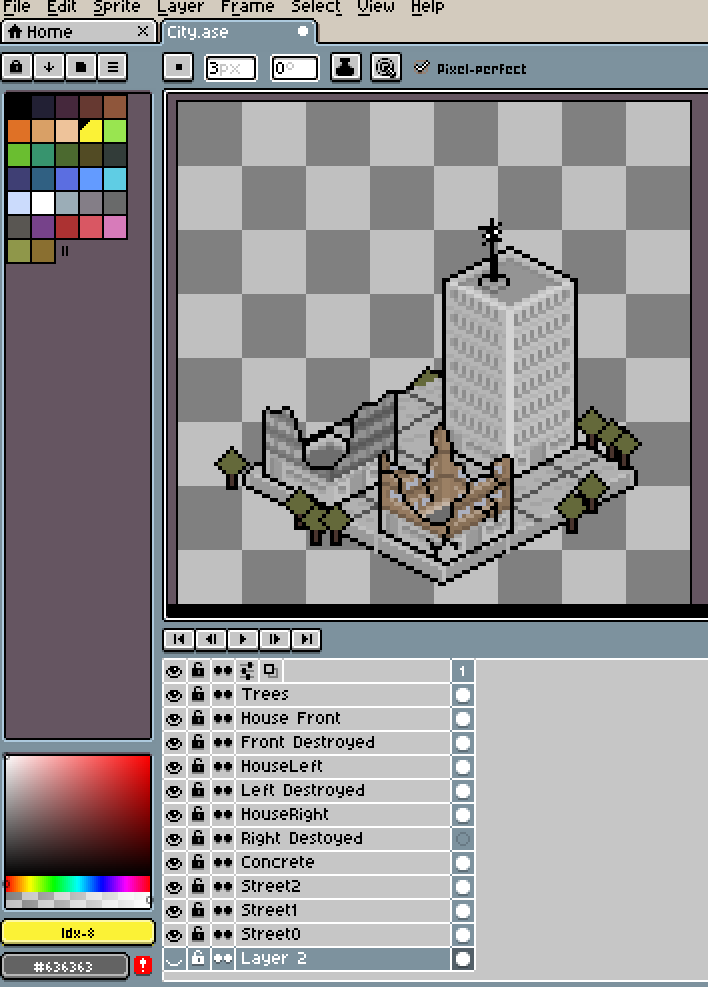 File Edit Sprite Layer Frame Select View Help
Home City.ase
3px 0° Pixel-perfect
1
Trees
House Front
Front Destroyed
HouseLeft
Left Destroyed
HouseRight
Right Destoyed
Concrete
Street2
Street1
Street0
Layer 2
Idx-8
#636363